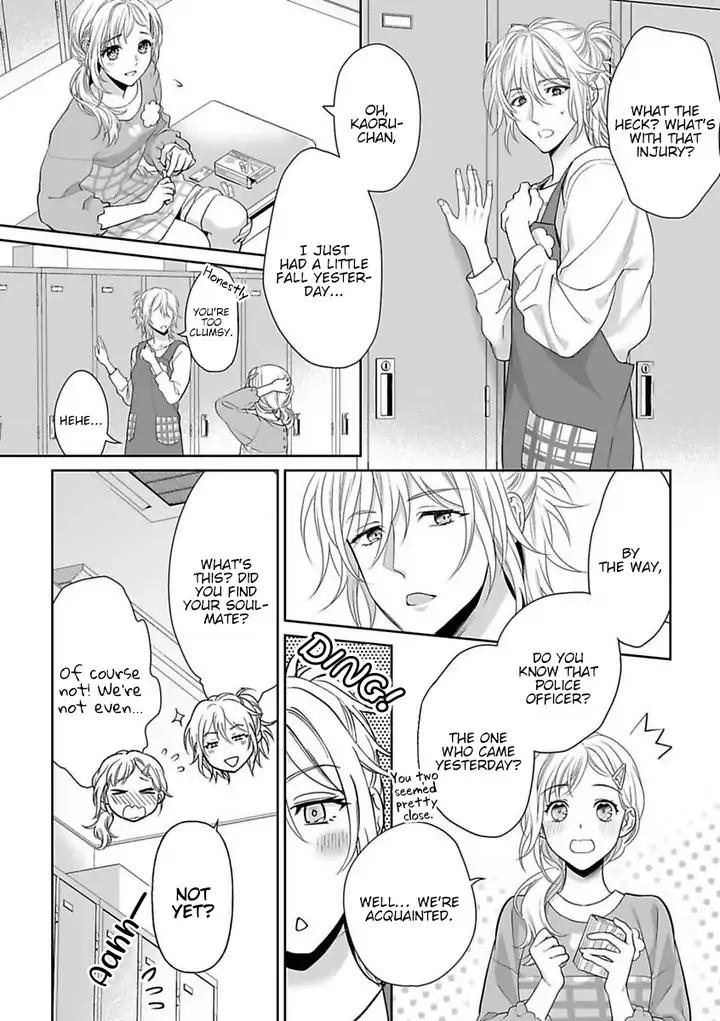 WHAT THE
HECK? WHAT'S
WITH THAT
INJURY?
OH,
KAORU-
CHAN,
I JUST
HAD A LITTLE
FALL YESTER-
DAY...
Honestly
YOU'RE
TOO
CLUMSY.
HEHE...
BY
THE WAY,
DO YOU
KNOW THAT
POLICE
OFFICER?
THE ONE
WHO CAME
YESTERDAY?
You two
seemed
pretty
close.
DING!
WELL... WE'RE
ACQUAINTED.
WHAT'S
THIS? DID
YOU FIND
YOUR SOUL-
MATE?
Of course
not! We're
not even...
NOT
YET?
Aahh—